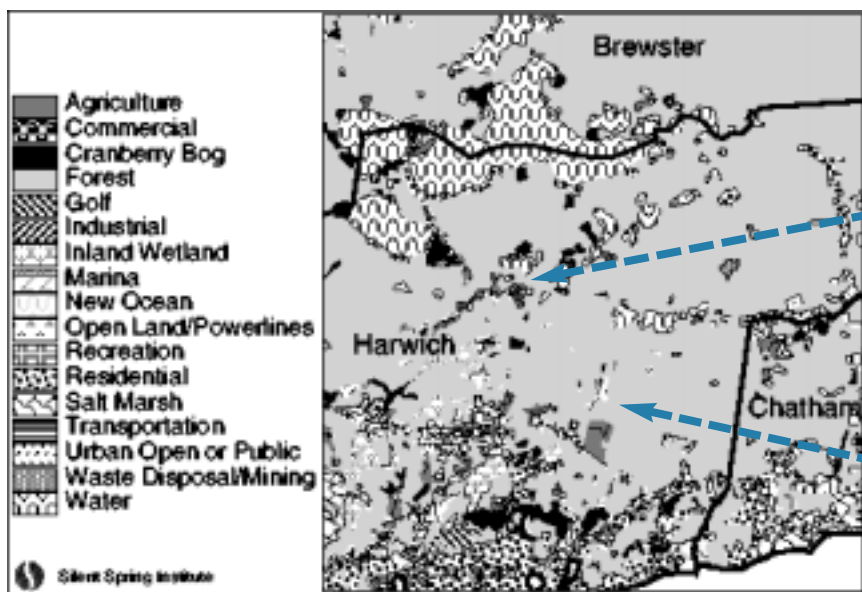 Agriculture
Commercial
Cranberry Bog
Forest
Golf
Industrial
Inland Wetland
Marina
New Ocean
Open Land/Powerlines
Recreation
Residential
Salt Marsh
Transportation
Urban Open or Public
Waste Disposal/Mining
Water
Silent Spring Institute
Brewster
Harwich
Chatham